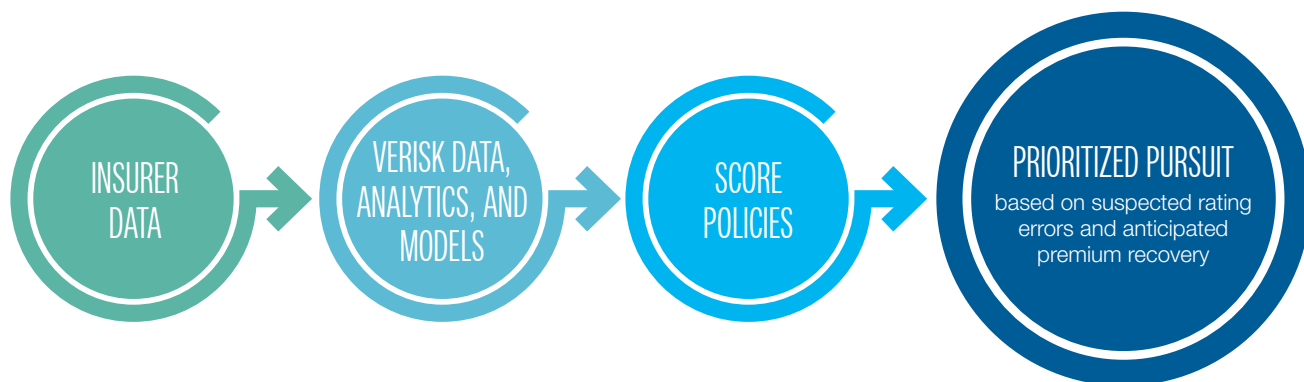 INSURER
DATA
VERISK DATA,
ANALYTICS, AND
MODELS
SCORE
POLICIES
PRIORITIZED PURSUIT
based on suspected rating
errors and anticipated
premium recovery